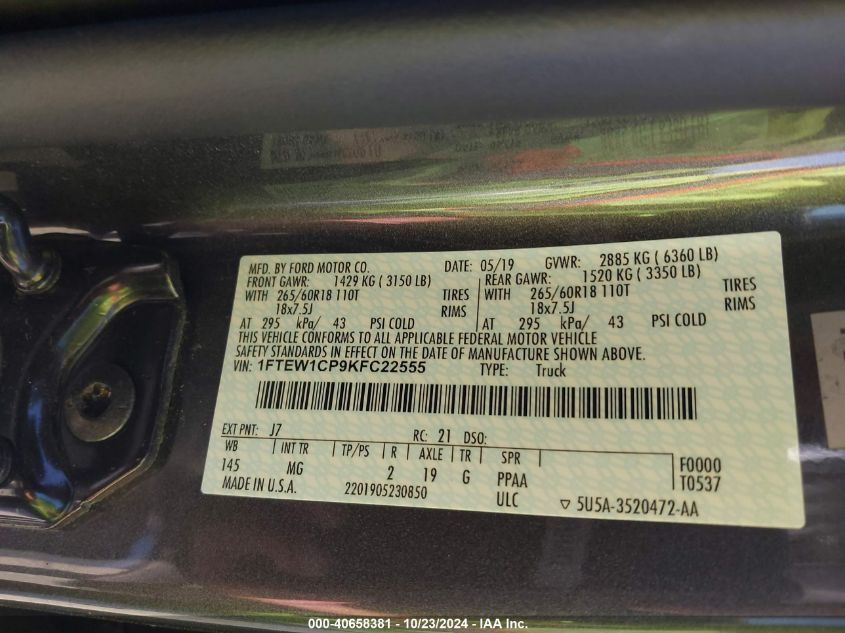 MFD. BY FORD MOTOR CO. DATE: 05/19 GVWR: 2885 KG ( 6360 LB)
FRONT GAWR: 1429 KG ( 3150 LB) REAR GAWR: 1520 KG ( 3350 LB)
WITH 265/60R18 110T TIRES WITH 265/60R18 110T TIRES
18x7.5J RIMS 18x7.5J RIMS
AT 295 kPa/ 43 PSI COLD AT 295 kPa/ 43 PSI COLD
THIS VEHICLE CONFORMS TO ALL APPLICABLE FEDERAL MOTOR VEHICLE
SAFETY STANDARDS IN EFFECT ON THE DATE OF MANUFACTURE SHOWN ABOVE.
VIN: 1FTEW1CP9KFC22555 TYPE: Truck
EXT PNT: J7 RC: 21 DSO:
WB INT TR TP/PS R AXLE TR SPR F0000
145 MG 2 19 G PPAA T0537
MADE IN U.S.A. 2201905230850 ULC ▽ 5U5A-3520472-AA
000-40658381 - 10/23/2024 - IAA Inc.